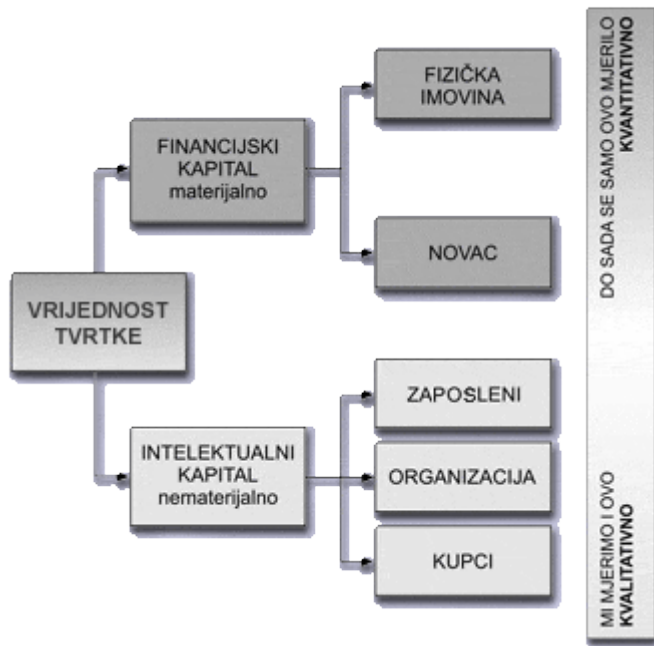 VRIJEDNOST
TVRTKE
FINANCIJSKI
KAPITAL
materijalno
FIZIČKA
IMOVINA
NOVAC
INTELEKTUALNI
KAPITAL
nematerijalno
ZAPOSLENI
ORGANIZACIJA
KUPCI
DO SADA SE SAMO OVO MJERILO
KVANTITATIVNO
MI MJERIMO I OVO
KVALITATIVNO